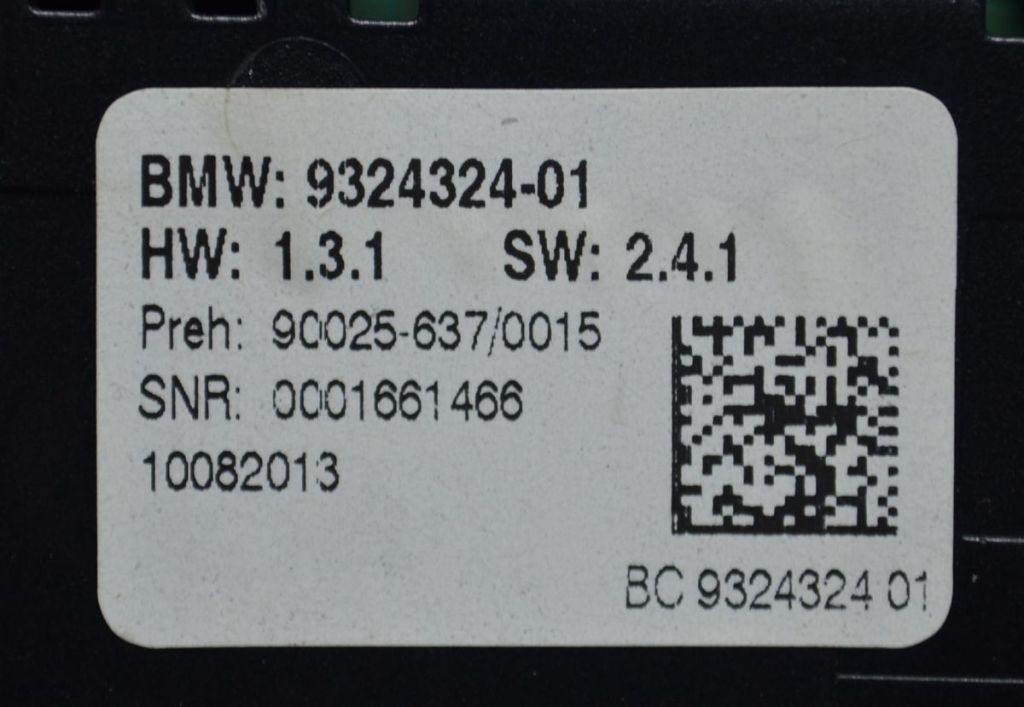 BMW: 9324324-01
HW: 1.3.1 SW: 2.4.1
Preh: 90025-637/0015
SNR: 0001661466
10082013
BC 9324324 01